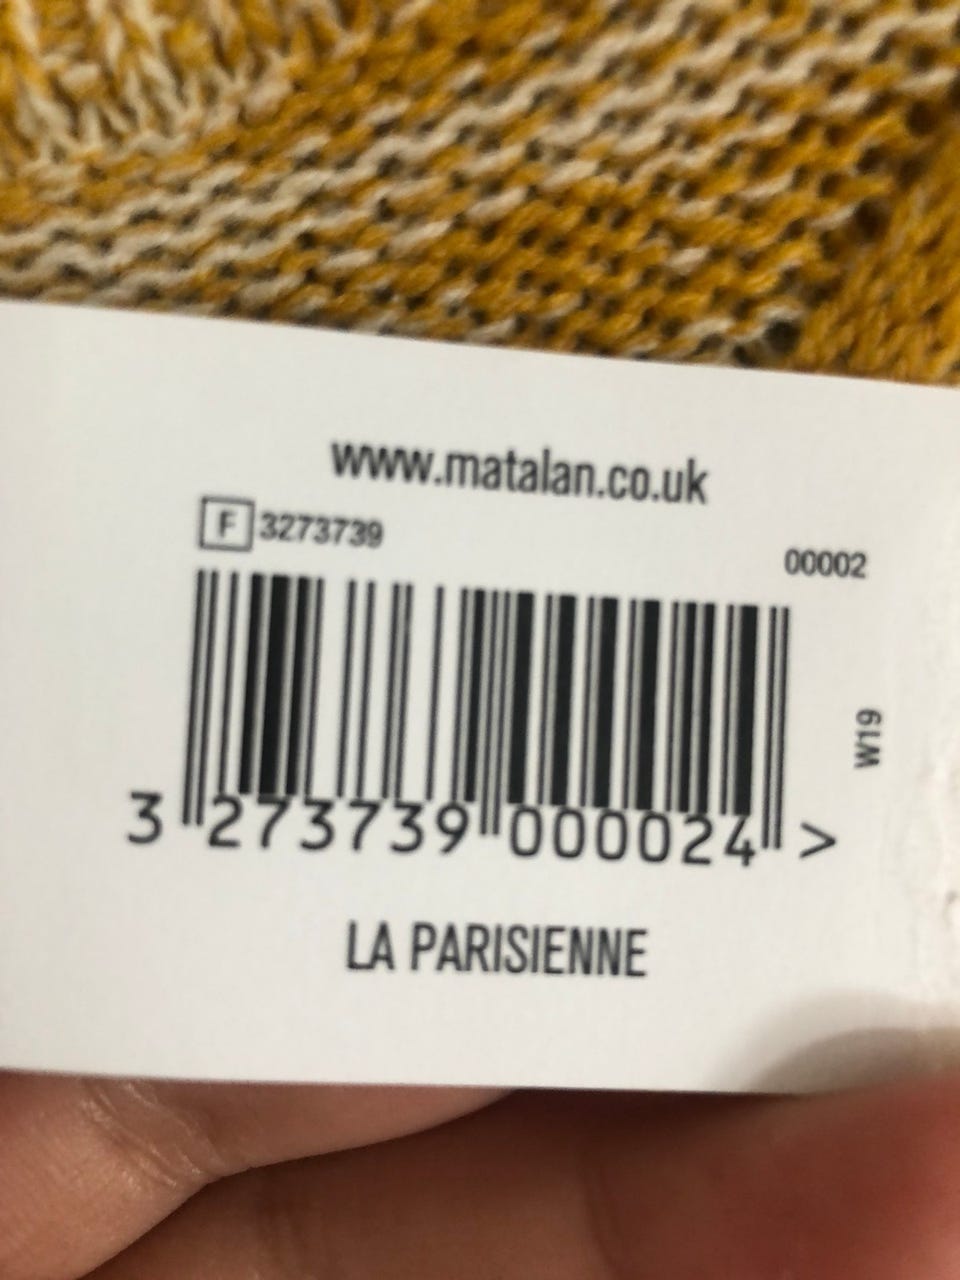 www.matalan.co.uk
F 3273739
00002
W19
3 273739 000024 >
LA PARISIENNE